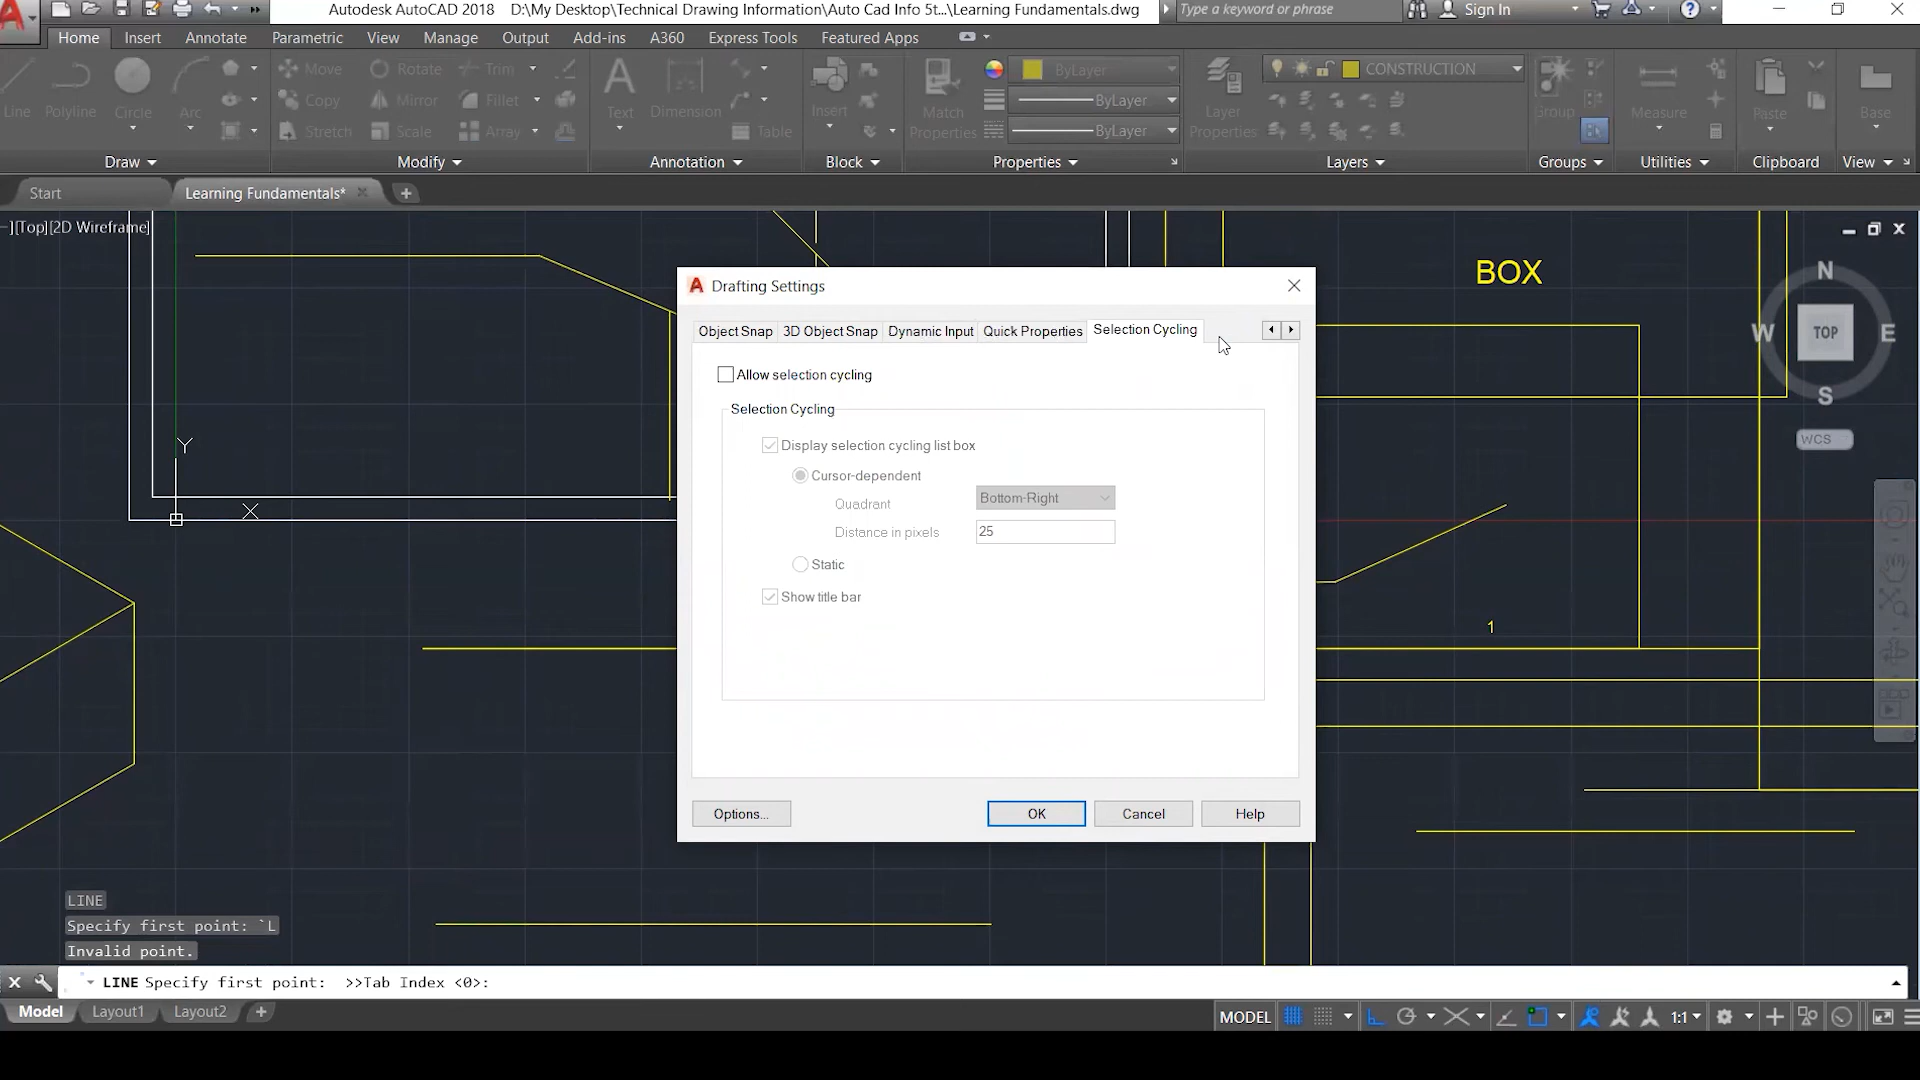 Autodesk AutoCAD 2018 D:\My Desktop\Technical Drawing Information\Auto Cad Info 5t...\Learning Fundamentals.dwg
Type a keyword or phrase
Sign In
Home Insert Annotate Parametric View Manage Output Add-ins A360 Express Tools Featured Apps
Line Polyline Circle Arc
Move Rotate Trim
Copy Mirror Fillet
Stretch Scale Array
Text Dimension Table
Insert
Match
Properties
ByLayer
ByLayer
ByLayer
Layer
Properties
CONSTRUCTION
Group
Measure
Paste
Base
Draw Modify Annotation Block Properties Layers Groups Utilities Clipboard View
Start Learning Fundamentals*
][Top][2D Wireframe]
BOX
N
W TOP E
S
WCS
Y
X
1
Drafting Settings
Object Snap 3D Object Snap Dynamic Input Quick Properties Selection Cycling
Allow selection cycling
Selection Cycling
Display selection cycling list box
Cursor-dependent
Quadrant Bottom-Right
Distance in pixels 25
Static
Show title bar
Options... OK Cancel Help
LINE
Specify first point: `L
Invalid point.
LINE Specify first point: >>Tab Index <0>:
Model Layout1 Layout2
MODEL 1:1